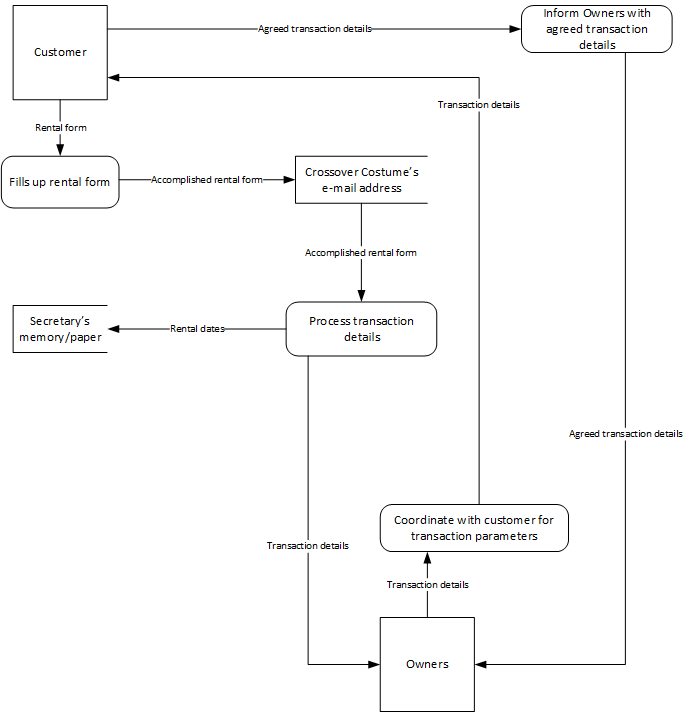 Inform Owners with
agreed transaction
details
Agreed transaction details
Customer
Transaction details
Rental form
Fills up rental form
Accomplished rental form
Crossover Costume's
e-mail address
Accomplished rental form
Secretary's
memory/paper
Rental dates
Process transaction
details
Agreed transaction details
Coordinate with customer for
transaction parameters
Transaction details
Transaction details
Owners